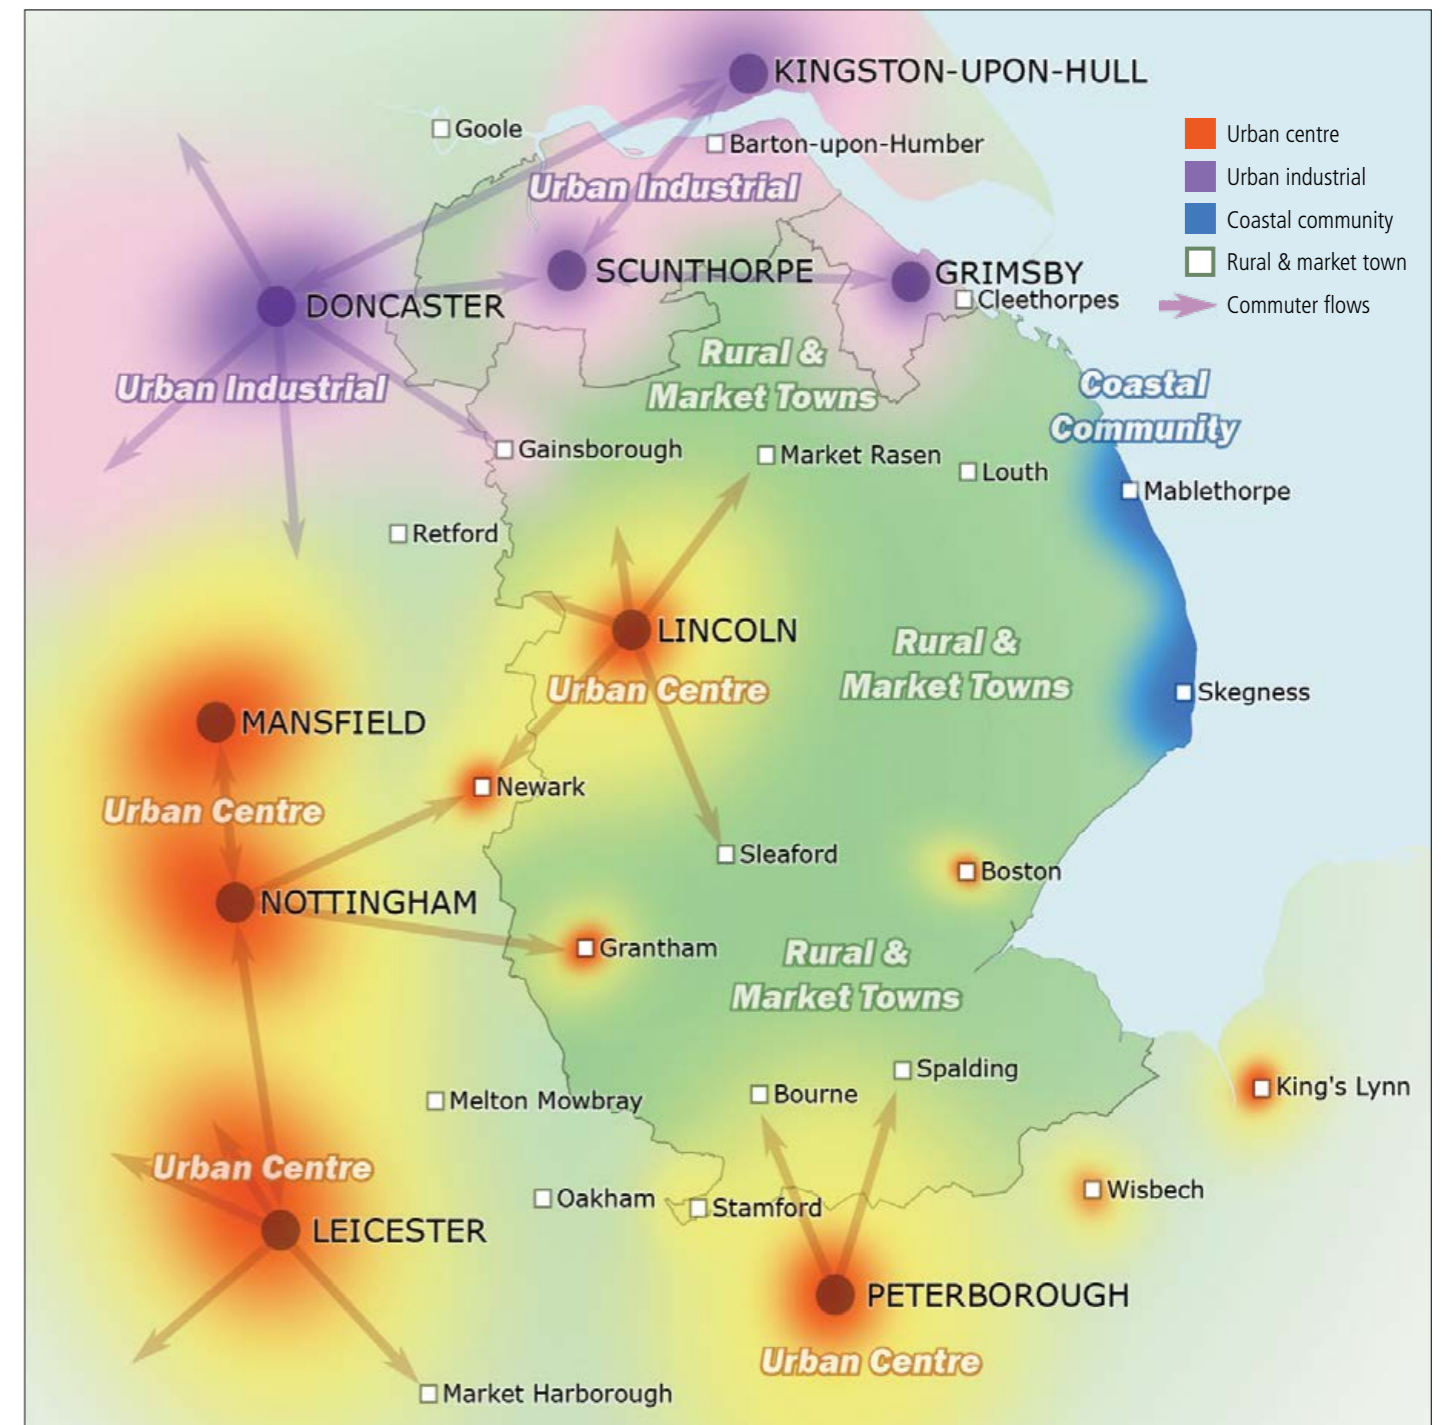 KINGSTON-UPON-HULL
Goole
Barton-upon-Humber
Urban Industrial
SCUNTHORPE
GRIMSBY
Cleethorpes
DONCASTER
Urban Industrial
Rural &
Market Towns
Coastal
Community
Gainsborough
Market Rasen
Louth
Mablethorpe
Retford
LINCOLN
Urban Centre
Rural &
Market Towns
Skegness
MANSFIELD
Urban Centre
Newark
Sleaford
Boston
NOTTINGHAM
Grantham
Rural &
Market Towns
Spalding
Bourne
King's Lynn
Melton Mowbray
Urban Centre
Oakham
Stamford
Wisbech
LEICESTER
PETERBOROUGH
Urban Centre
Market Harborough
Urban centre
Urban industrial
Coastal community
Rural & market town
Commuter flows